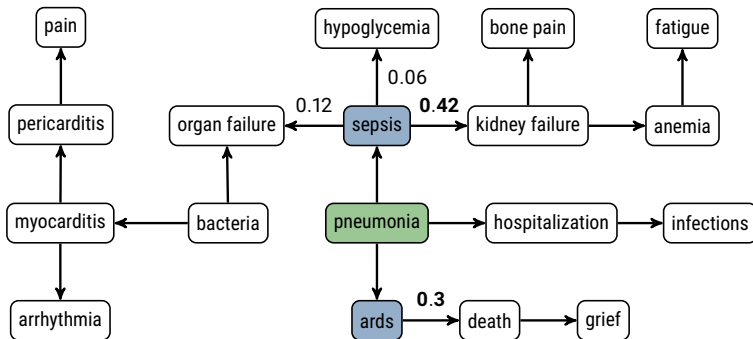 pain
hypoglycemia
bone pain
fatigue
0.06
0.12
0.42
pericarditis
organ failure
sepsis
kidney failure
anemia
myocarditis
bacteria
pneumonia
hospitalization
infections
0.3
arrhythmia
ards
death
grief